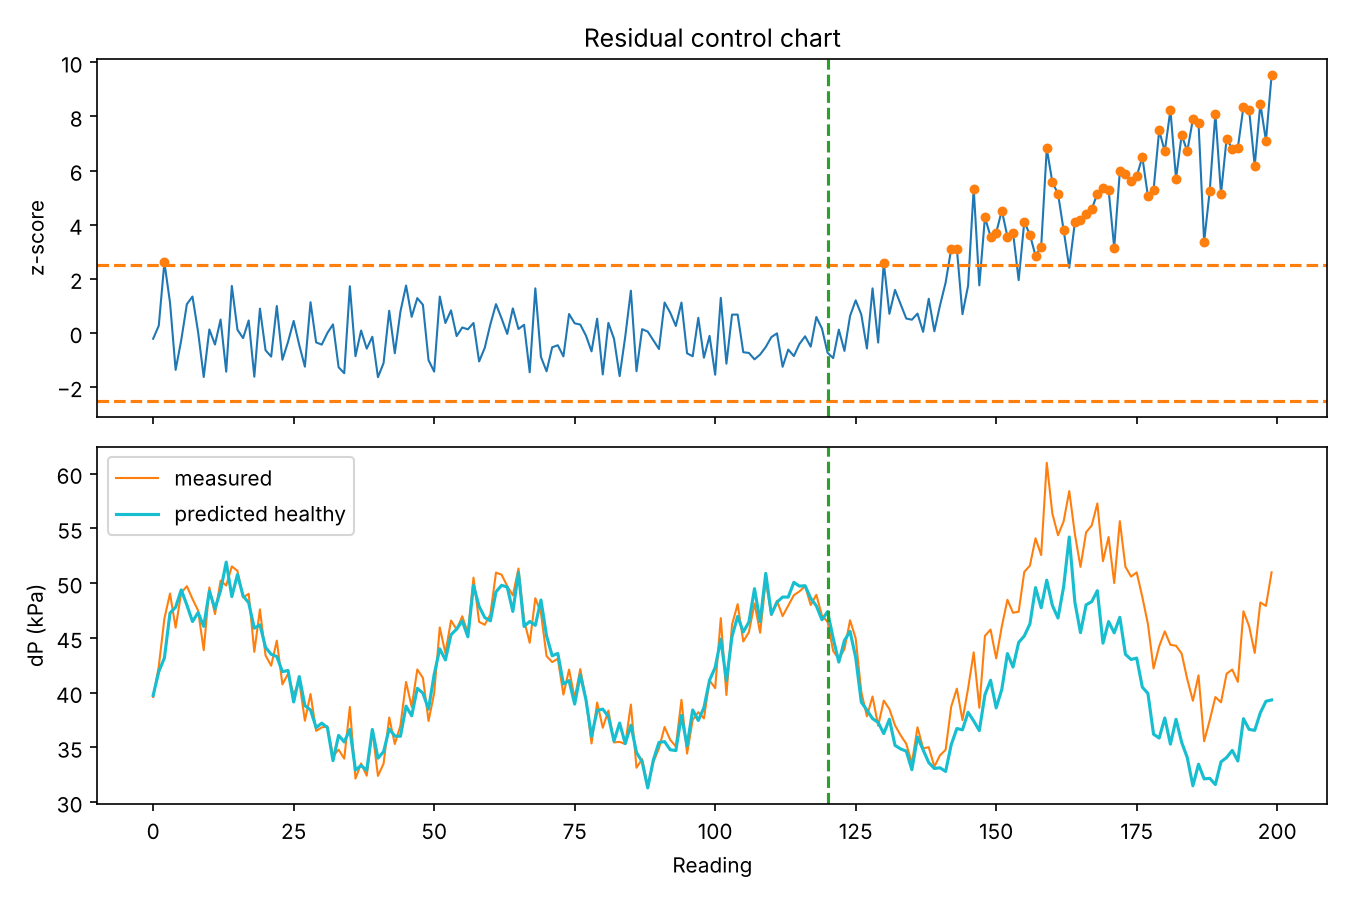 Residual control chart
z-score
10
8
6
4
2
0
−2
measured
predicted healthy
dP (kPa)
60
55
50
45
40
35
30
0 25 50 75 100 125 150 175 200
Reading